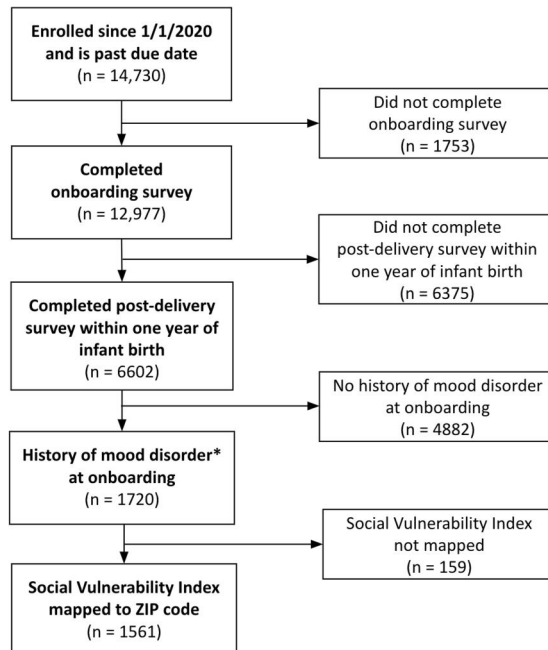 Enrolled since 1/1/2020
and is past due date
(n = 14,730)
Did not complete
onboarding survey
(n = 1753)
Completed
onboarding survey
(n = 12,977)
Did not complete
post-delivery survey within
one year of infant birth
(n = 6375)
Completed post-delivery
survey within one year of
infant birth
(n = 6602)
No history of mood disorder
at onboarding
(n = 4882)
History of mood disorder*
at onboarding
(n = 1720)
Social Vulnerability Index
not mapped
(n = 159)
Social Vulnerability Index
mapped to ZIP code
(n = 1561)